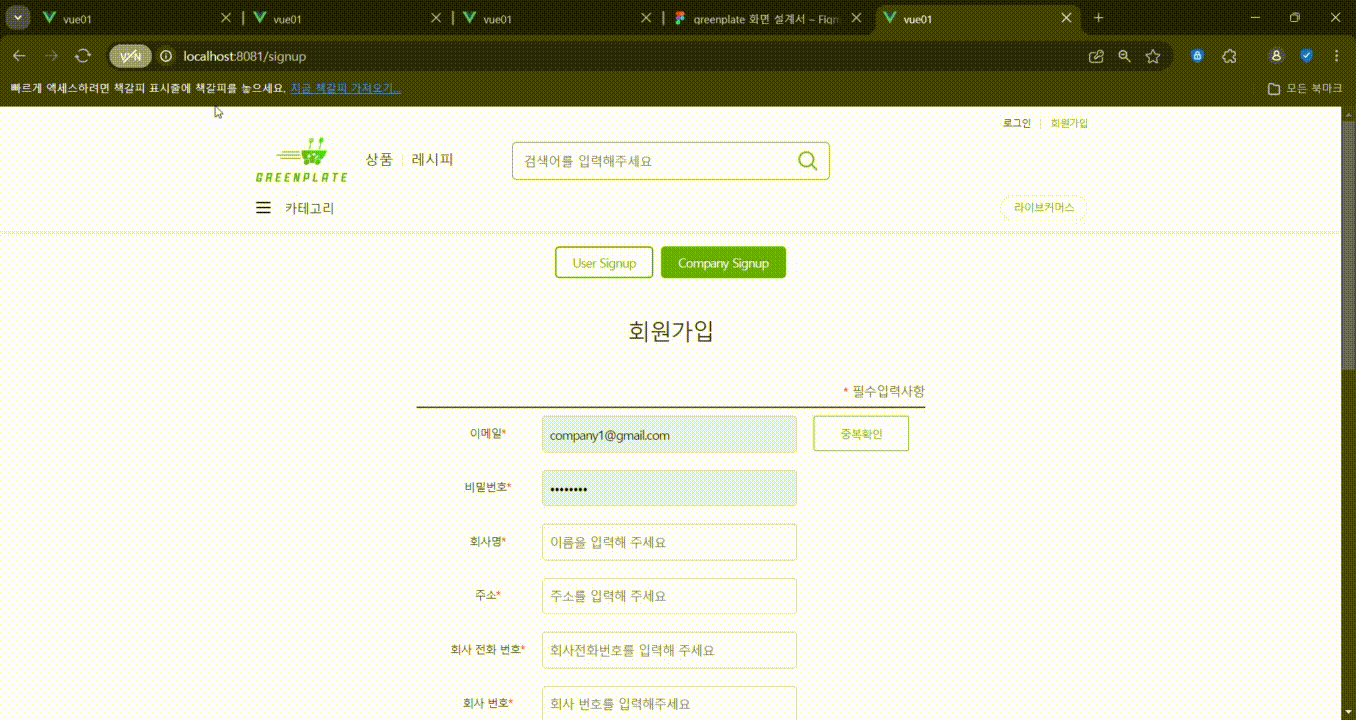 vue01
vue01
vue01
greenplate 화면 설계서 – Figm
vue01
VPN
localhost:8081/signup
빠르게 액세스하려면 책갈피 표시줄에 책갈피를 놓으세요. 지금 책갈피 가져오기...
모든 북마크
로그인 | 회원가입
GREENPLATE
상품 | 레시피
검색어를 입력해주세요
카테고리
라이브커머스
User Signup
Company Signup
회원가입
* 필수입력사항
이메일*
company1@gmail.com
중복확인
비밀번호*
••••••••
회사명*
이름을 입력해 주세요
주소*
주소를 입력해 주세요
회사 전화 번호*
회사전화번호를 입력해 주세요
회사 번호*
회사 번호를 입력해주세요